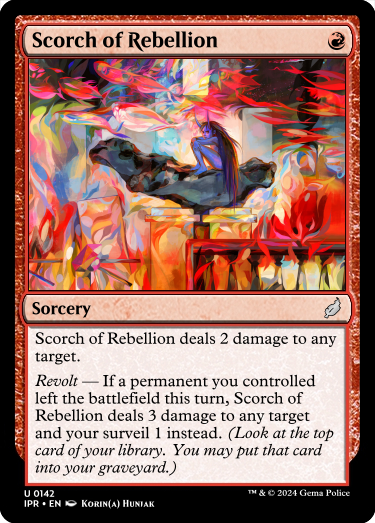 Scorch of Rebellion
Sorcery
Scorch of Rebellion deals 2 damage to any
target.
Revolt — If a permanent you controlled
left the battlefield this turn, Scorch of
Rebellion deals 3 damage to any target
and your surveil 1 instead. (Look at the top
card of your library. You may put that card
into your graveyard.)
U 0142
IPR • EN Korin(a) Huniak
™ & © 2024 Gema Police